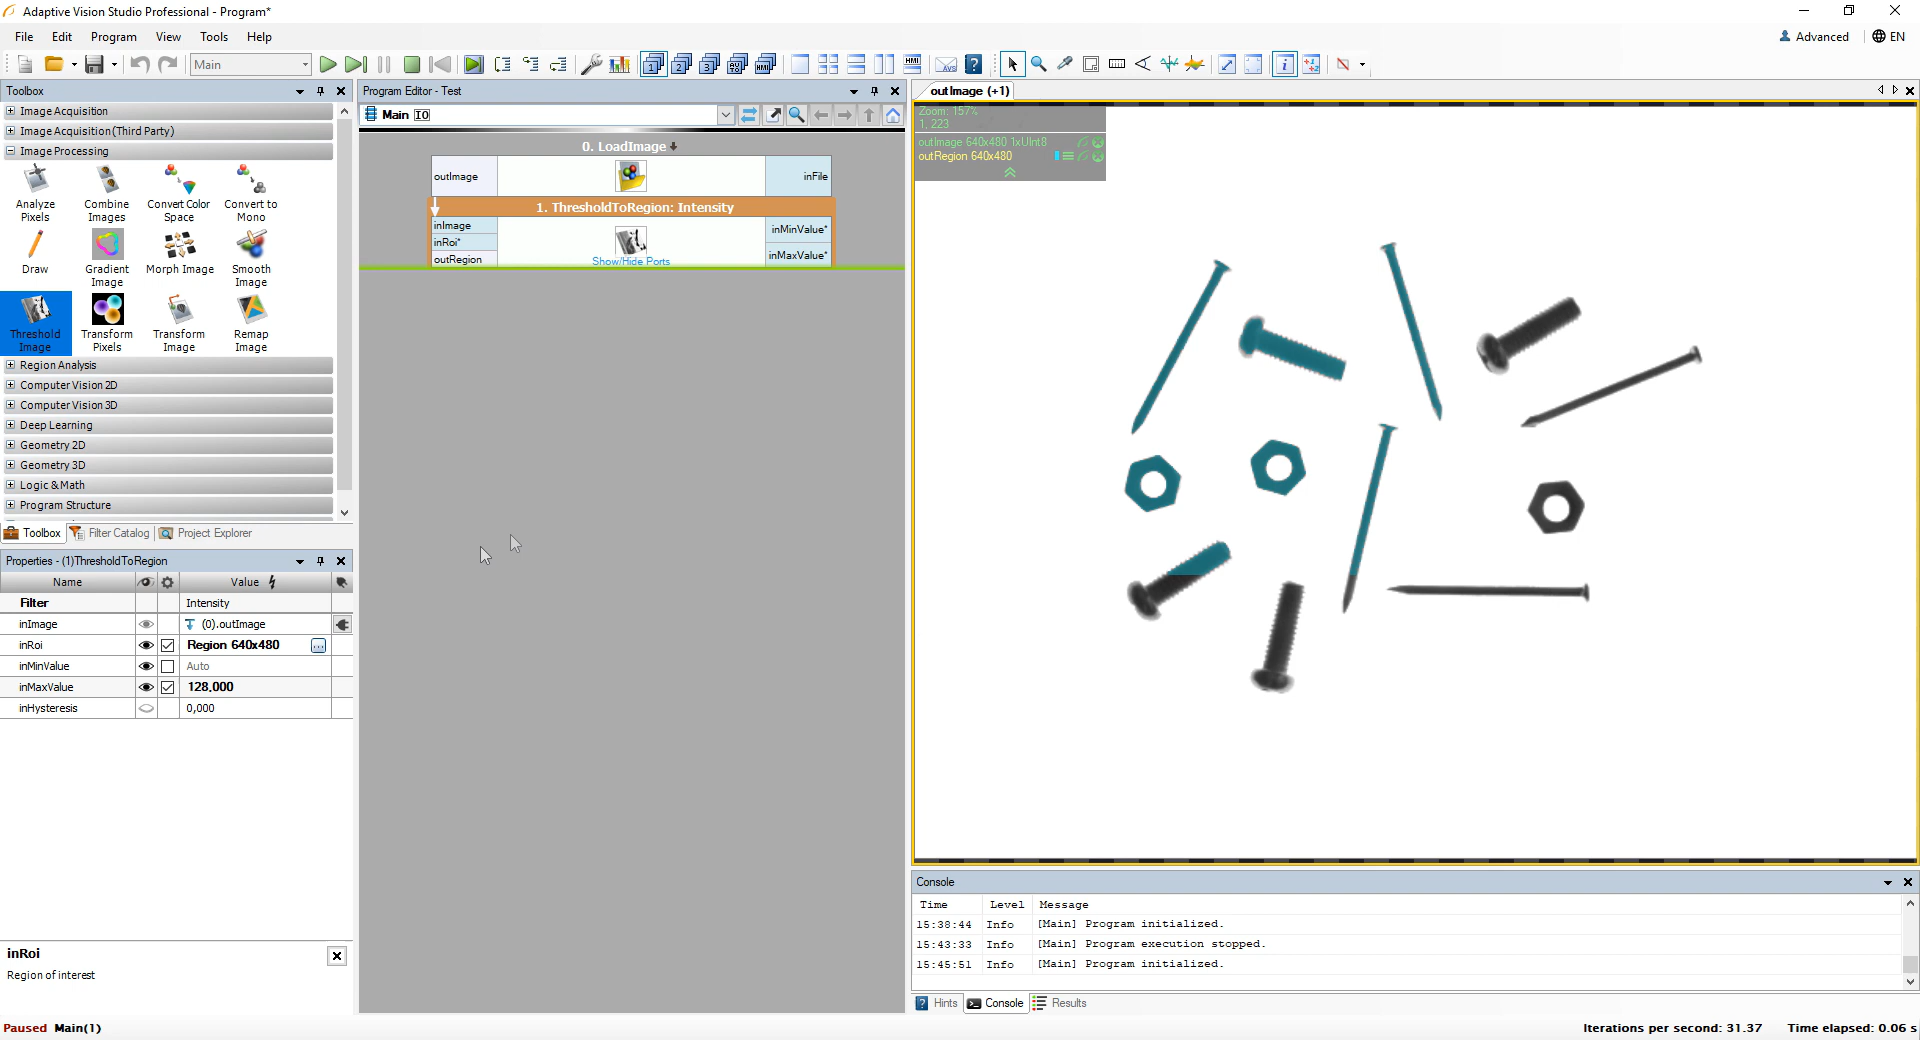 Adaptive Vision Studio Professional - Program*
File Edit Program View Tools Help
Advanced EN
Main
Toolbox
Image Acquisition
Image Acquisition (Third Party)
Image Processing
Analyze Pixels
Combine Images
Convert Color Space
Convert to Mono
Draw
Gradient Image
Morph Image
Smooth Image
Threshold Image
Transform Pixels
Transform Image
Remap Image
Region Analysis
Computer Vision 2D
Computer Vision 3D
Deep Learning
Geometry 2D
Geometry 3D
Logic & Math
Program Structure
Toolbox Filter Catalog Project Explorer
Properties - (1)ThresholdToRegion
Name Value
Filter Intensity
inImage (0).outImage
inRoi Region 640x480 ...
inMinValue Auto
inMaxValue 128,000
inHysteresis 0,000
inRoi
Region of interest
Program Editor - Test
Main IO
0. LoadImage
outImage inFile
1. ThresholdToRegion: Intensity
inImage
inRoi*
outRegion
inMinValue*
inMaxValue*
Show/Hide Ports
outImage (+1)
Zoom: 157%
1, 223
outImage 640x480 1xUInt8
outRegion 640x480
Console
Time Level Message
15:38:44 Info [Main] Program initialized.
15:43:33 Info [Main] Program execution stopped.
15:45:51 Info [Main] Program initialized.
Hints Console Results
Paused Main(1)
Iterations per second: 31.37 Time elapsed: 0.06 s